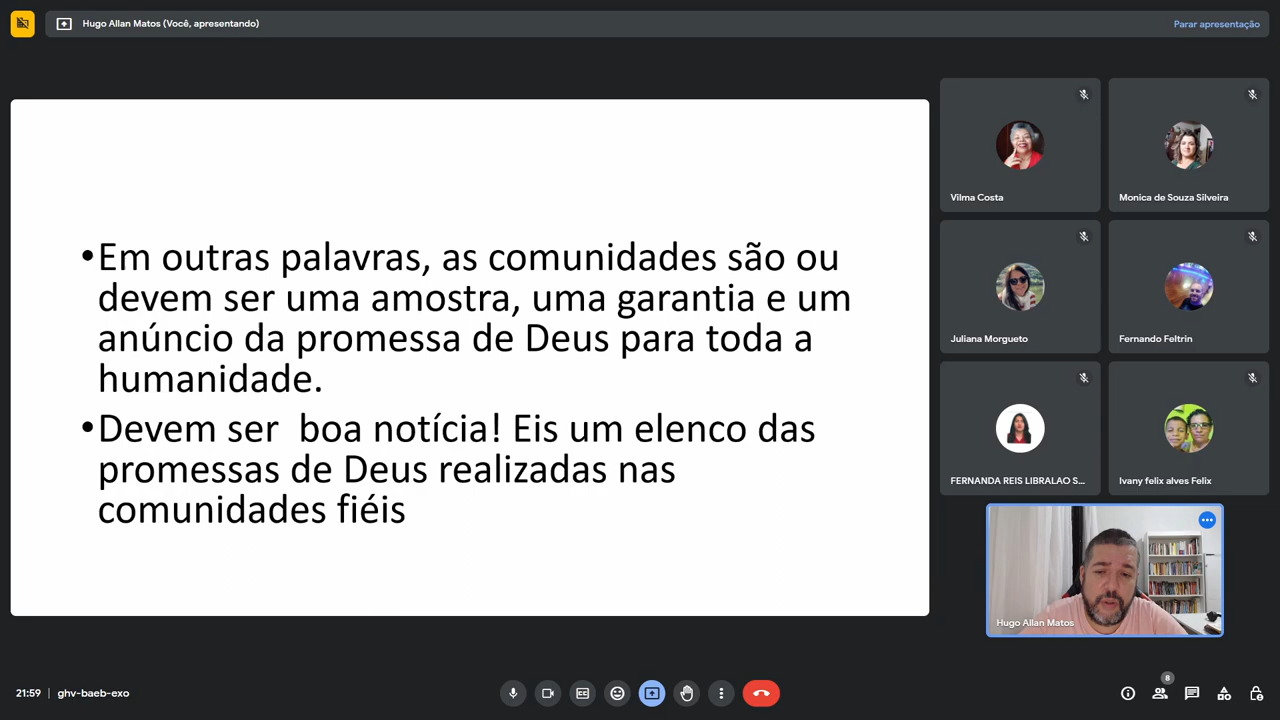 Hugo Allan Matos (Você, apresentando)
Parar apresentação
•Em outras palavras, as comunidades são ou
devem ser uma amostra, uma garantia e um
anúncio da promessa de Deus para toda a
humanidade.
•Devem ser  boa notícia! Eis um elenco das
promessas de Deus realizadas nas
comunidades fiéis
Vilma Costa
Monica de Souza Silveira
Juliana Morgueto
Fernando Feltrin
FERNANDA REIS LIBRALAO S...
Ivany felix alves Felix
Hugo Allan Matos
21:59 | ghv-baeb-exo
8